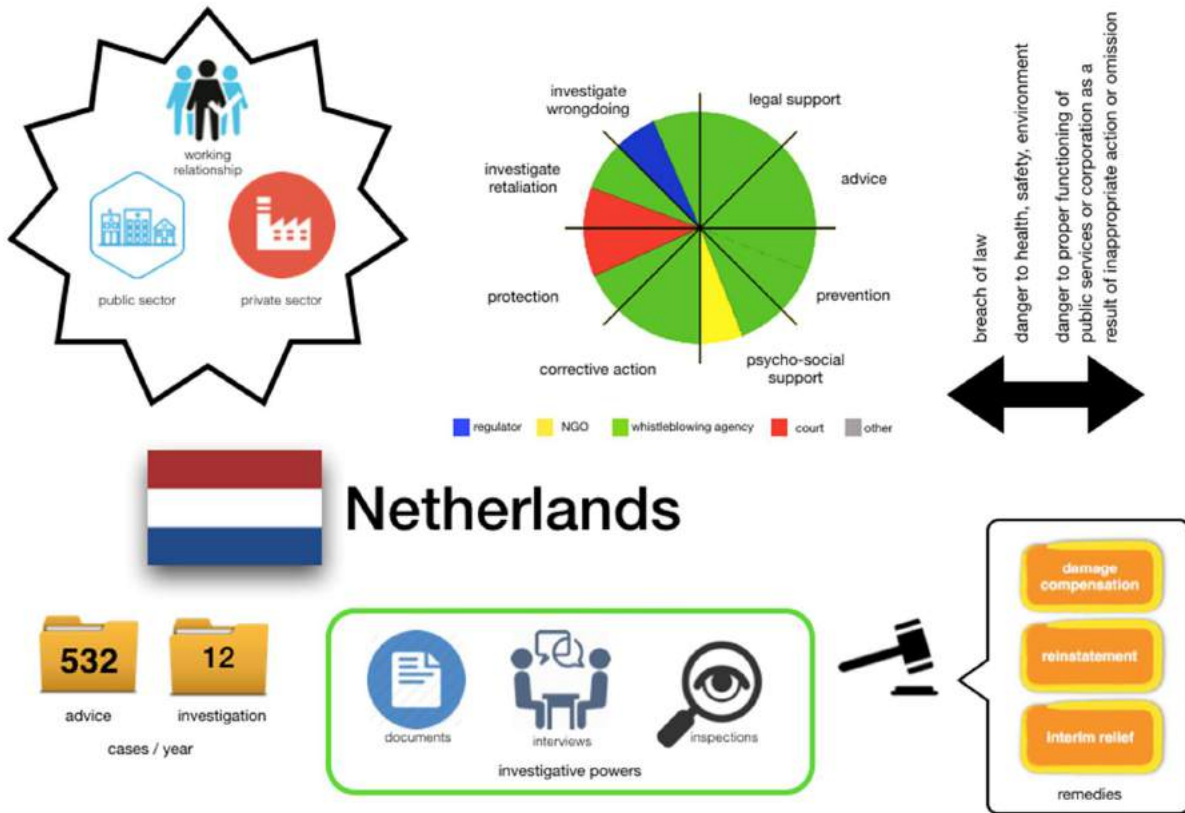 working
relationship
public sector
private sector
investigate
wrongdoing
legal support
investigate
retaliation
advice
protection
prevention
corrective action
psycho-social
support
regulator
NGO
whistleblowing agency
court
other
breach of law
danger to health, safety, environment
danger to proper functioning of
public services or corporation as a
result of inappropriate action or omission
Netherlands
532
12
advice
investigation
cases / year
documents
interviews
inspections
investigative powers
damage
compensation
reinstatement
interim relief
remedies